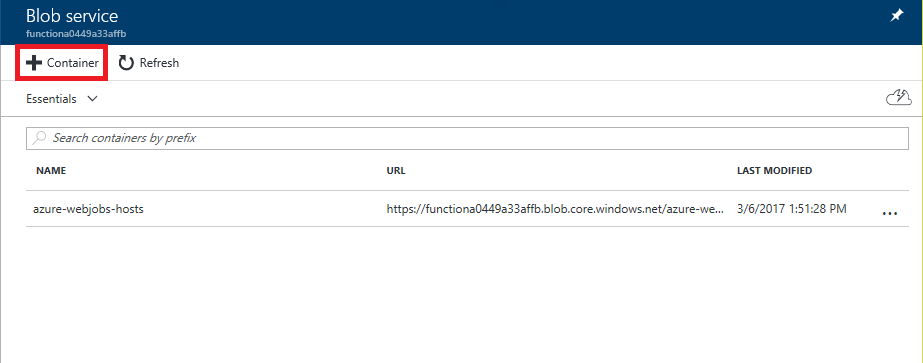 Blob service
functiona0449a33affb
Container Refresh
Essentials
Search containers by prefix
NAME URL LAST MODIFIED
azure-webjobs-hosts https://functiona0449a33affb.blob.core.windows.net/azure-we... 3/6/2017 1:51:28 PM ...